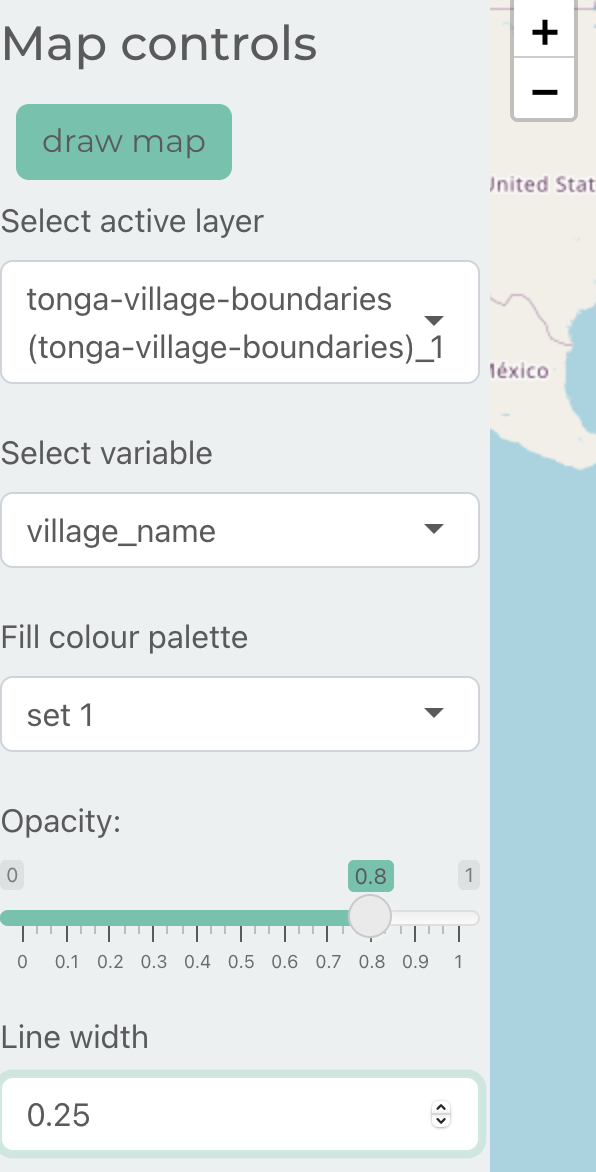 Map controls
+
−
draw map
United Stat
Select active layer
tonga-village-boundaries
(tonga-village-boundaries)_1
México
Select variable
village_name
Fill colour palette
set 1
Opacity:
0 0.8 1
0 0.1 0.2 0.3 0.4 0.5 0.6 0.7 0.8 0.9 1
Line width
0.25